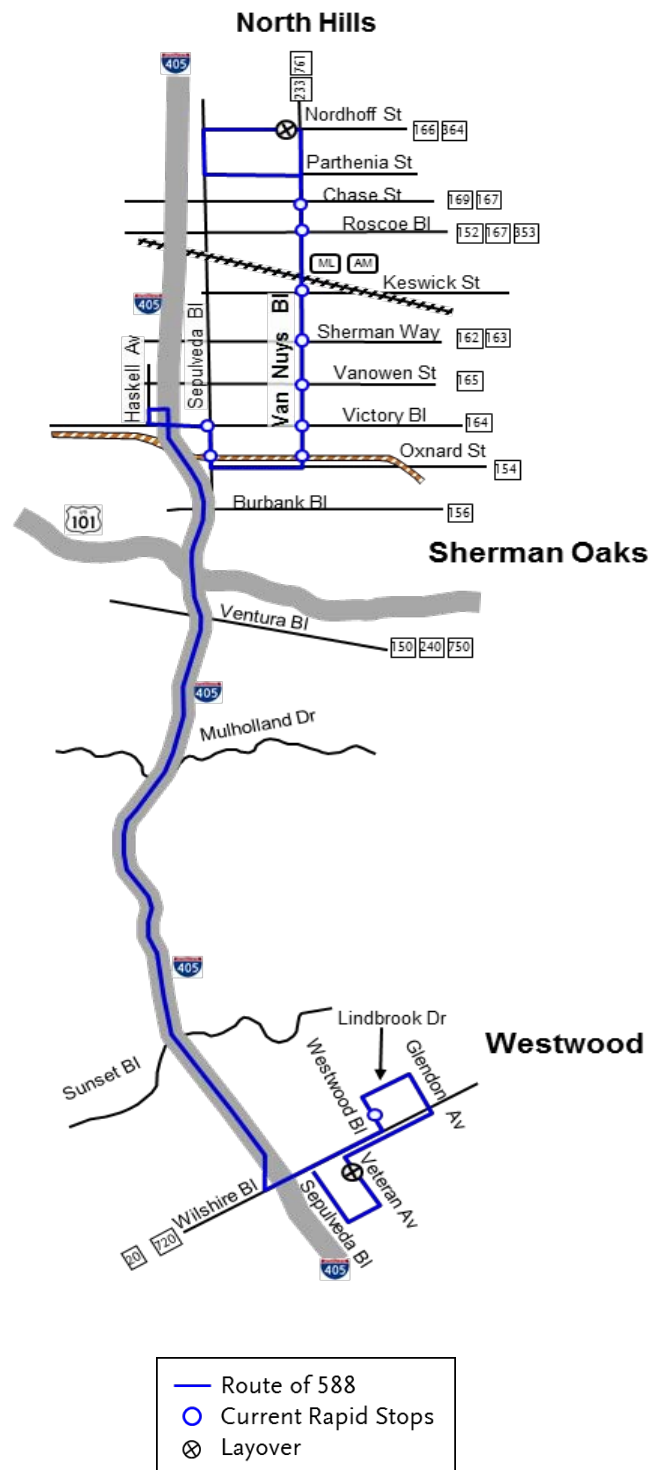 North Hills
405
233 761
Nordhoff St
166 364
Parthenia St
Chase St
169 167
Roscoe Bl
152 167 353
ML AM
405
Keswick St
Haskell Av
Sepulveda Bl
Van Nuys Bl
Sherman Way
162 163
Vanowen St
165
Victory Bl
164
Oxnard St
154
Burbank Bl
156
US
101
Sherman Oaks
Ventura Bl
150 240 750
405
Mulholland Dr
405
Lindbrook Dr
Westwood
Sunset Bl
Westwood Bl
Glendon Av
Veteran Av
Sepulveda Bl
Wilshire Bl
20 720
405
Route of 588
Current Rapid Stops
Layover